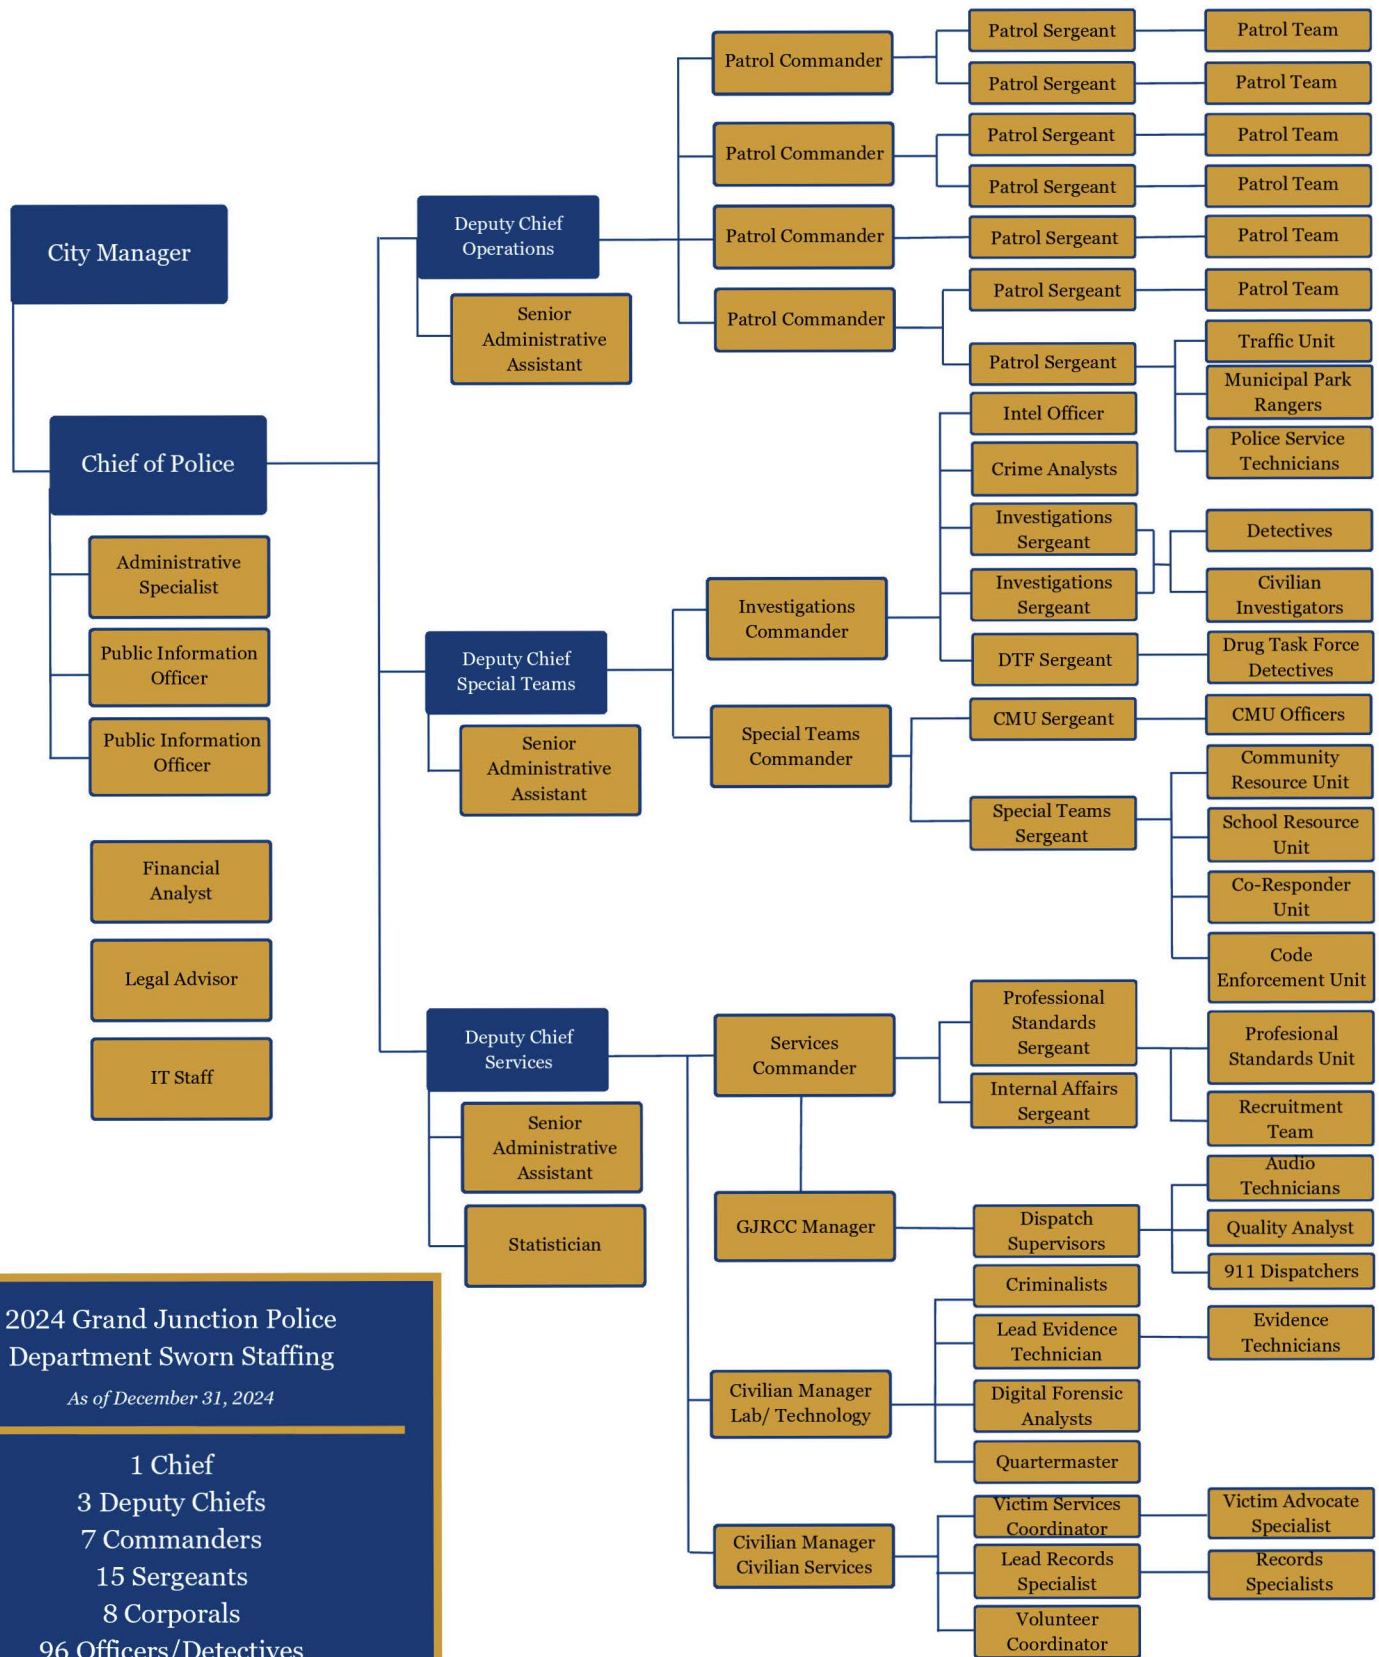 City Manager
Chief of Police
Administrative
Specialist
Public Information
Officer
Public Information
Officer
Financial
Analyst
Legal Advisor
IT Staff
Deputy Chief
Operations
Senior
Administrative
Assistant
Patrol Commander
Patrol Sergeant
Patrol Team
Patrol Sergeant
Patrol Team
Patrol Commander
Patrol Sergeant
Patrol Team
Patrol Sergeant
Patrol Team
Patrol Commander
Patrol Sergeant
Patrol Team
Patrol Commander
Patrol Sergeant
Patrol Team
Patrol Sergeant
Traffic Unit
Municipal Park
Rangers
Police Service
Technicians
Deputy Chief
Special Teams
Senior
Administrative
Assistant
Investigations
Commander
Intel Officer
Crime Analysts
Investigations
Sergeant
Investigations
Sergeant
Detectives
Civilian
Investigators
DTF Sergeant
Drug Task Force
Detectives
Special Teams
Commander
CMU Sergeant
CMU Officers
Special Teams
Sergeant
Community
Resource Unit
School Resource
Unit
Co-Responder
Unit
Code
Enforcement Unit
Deputy Chief
Services
Senior
Administrative
Assistant
Statistician
Services
Commander
Professional
Standards
Sergeant
Profesional
Standards Unit
Recruitment
Team
Internal Affairs
Sergeant
GJRCC Manager
Dispatch
Supervisors
Audio
Technicians
Quality Analyst
911 Dispatchers
Civilian Manager
Lab/ Technology
Criminalists
Lead Evidence
Technician
Evidence
Technicians
Digital Forensic
Analysts
Quartermaster
Civilian Manager
Civilian Services
Victim Services
Coordinator
Victim Advocate
Specialist
Lead Records
Specialist
Records
Specialists
Volunteer
Coordinator
2024 Grand Junction Police
Department Sworn Staffing
As of December 31, 2024
1 Chief
3 Deputy Chiefs
7 Commanders
15 Sergeants
8 Corporals
96 Officers/Detectives